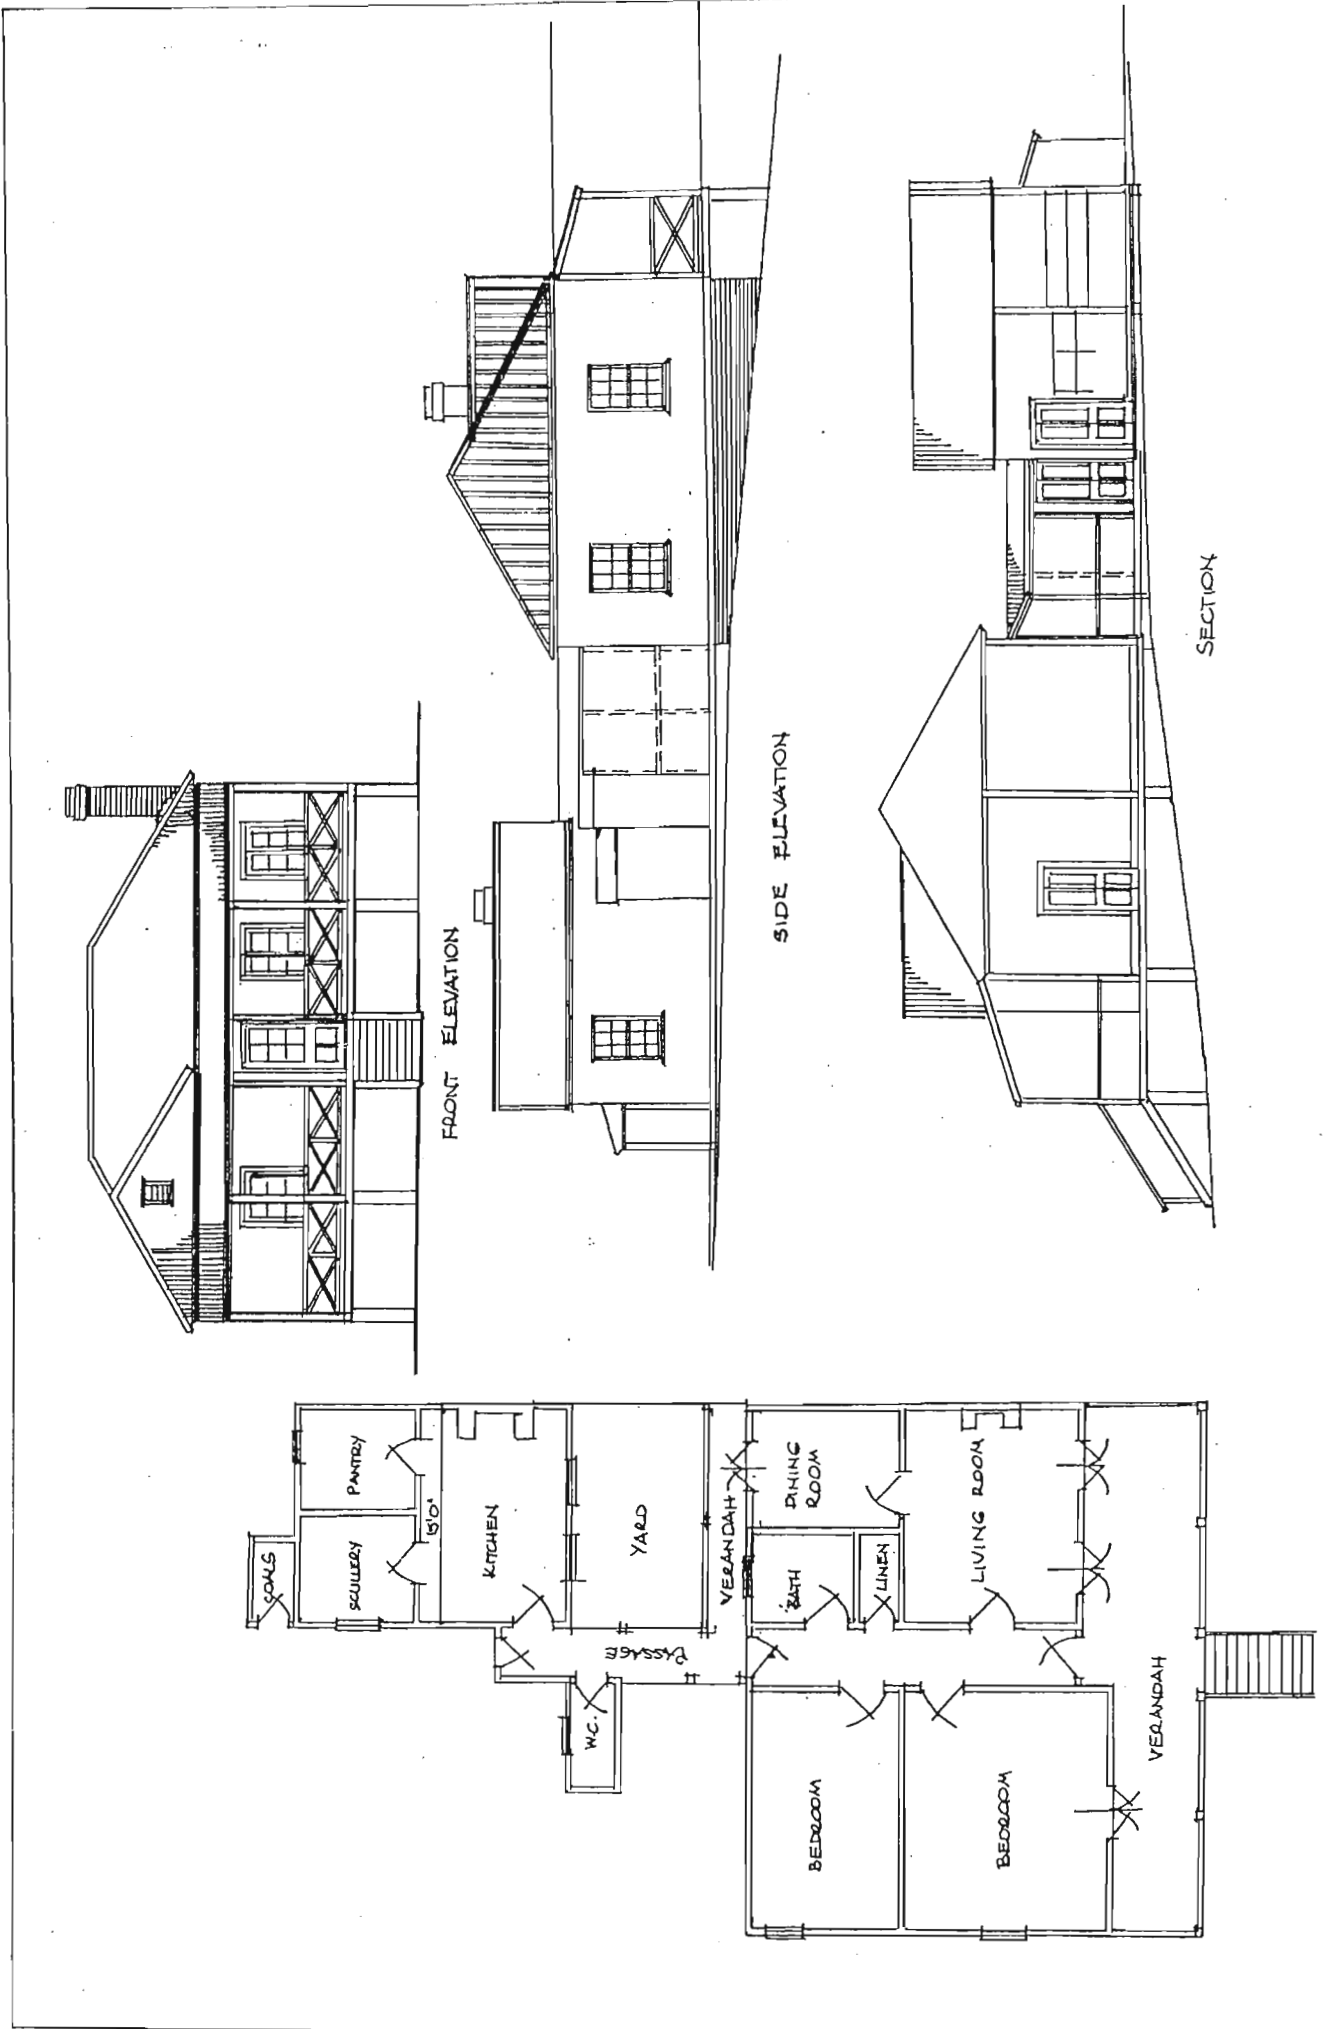 FRONT ELEVATION
SIDE ELEVATION
SECTION
PANTRY
SCULLERY
COALS
15'0"
KITCHEN
YARD
PASSAGE
W.C.
VERANDAH
DINING
ROOM
BATH
LINEN
LIVING ROOM
BEDROOM
BEDROOM
VERANDAH